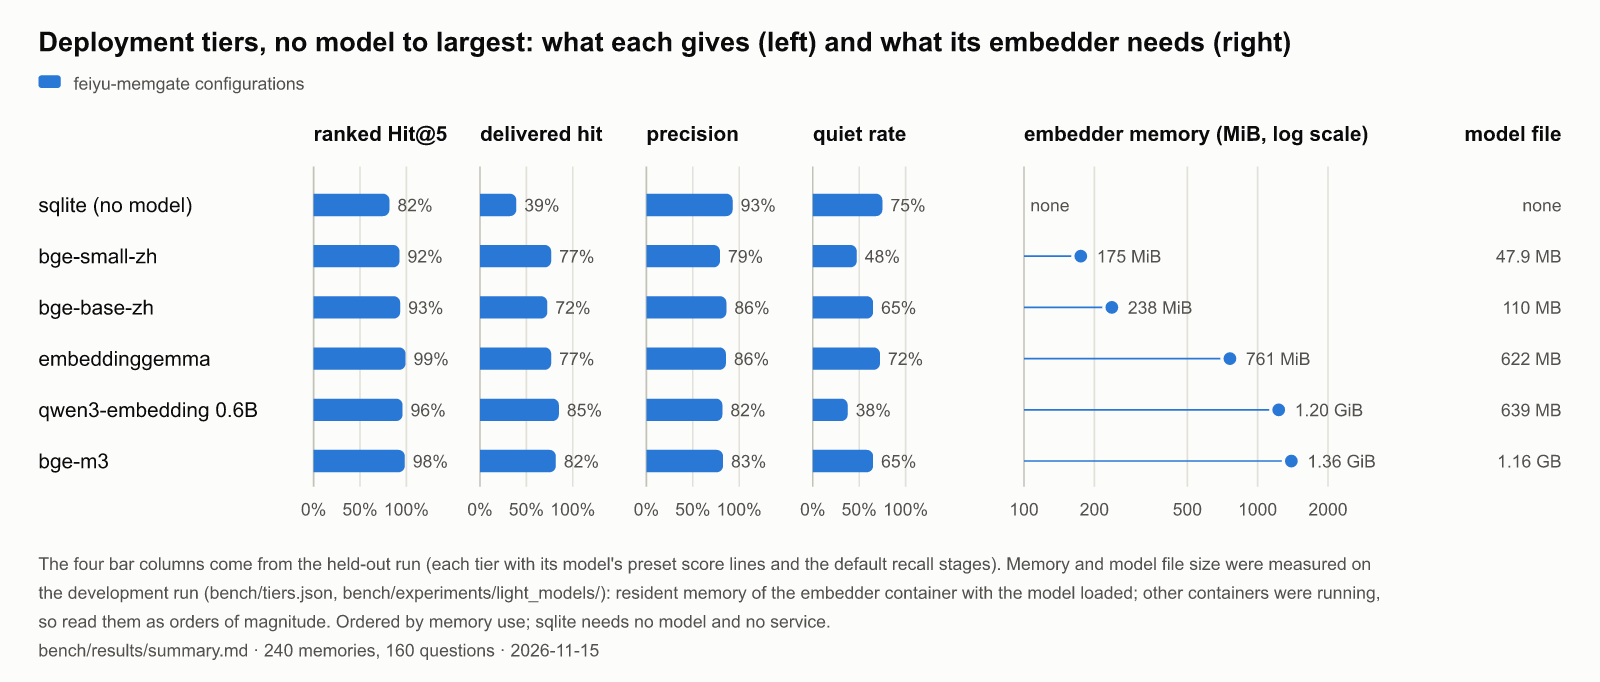 Deployment tiers, no model to largest: what each gives (left) and what its embedder needs (right)
feiyu-memgate configurations
ranked Hit@5 delivered hit precision quiet rate embedder memory (MiB, log scale) model file
sqlite (no model) 82% 39% 93% 75% none none
bge-small-zh 92% 77% 79% 48% 175 MiB 47.9 MB
bge-base-zh 93% 72% 86% 65% 238 MiB 110 MB
embeddinggemma 99% 77% 86% 72% 761 MiB 622 MB
qwen3-embedding 0.6B 96% 85% 82% 38% 1.20 GiB 639 MB
bge-m3 98% 82% 83% 65% 1.36 GiB 1.16 GB
0% 50% 100% 0% 50% 100% 0% 50% 100% 0% 50% 100% 100 200 500 1000 2000
The four bar columns come from the held-out run (each tier with its model's preset score lines and the default recall stages). Memory and model file size were measured on
the development run (bench/tiers.json, bench/experiments/light_models/): resident memory of the embedder container with the model loaded; other containers were running,
so read them as orders of magnitude. Ordered by memory use; sqlite needs no model and no service.
bench/results/summary.md · 240 memories, 160 questions · 2026-11-15